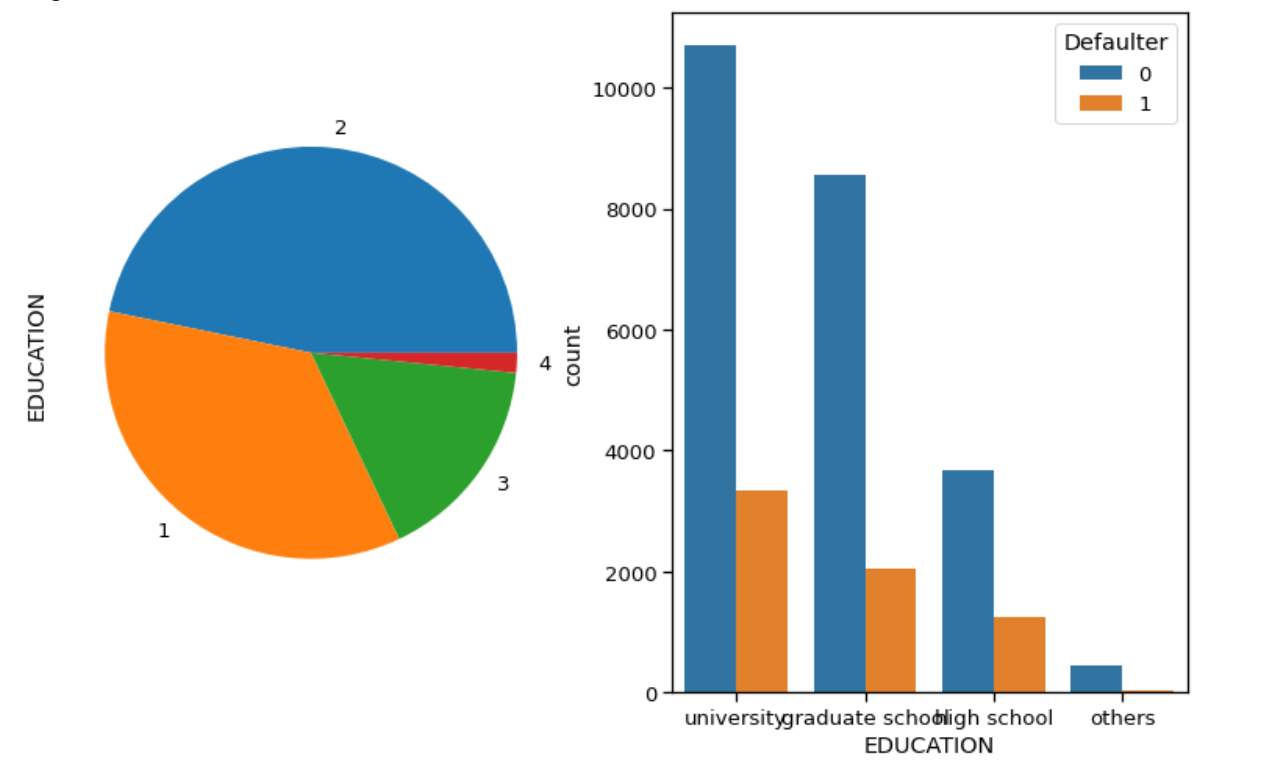 EDUCATION
2
1
3
4
count
10000
8000
6000
4000
2000
0
Defaulter
0
1
university
graduate school
high school
others
EDUCATION